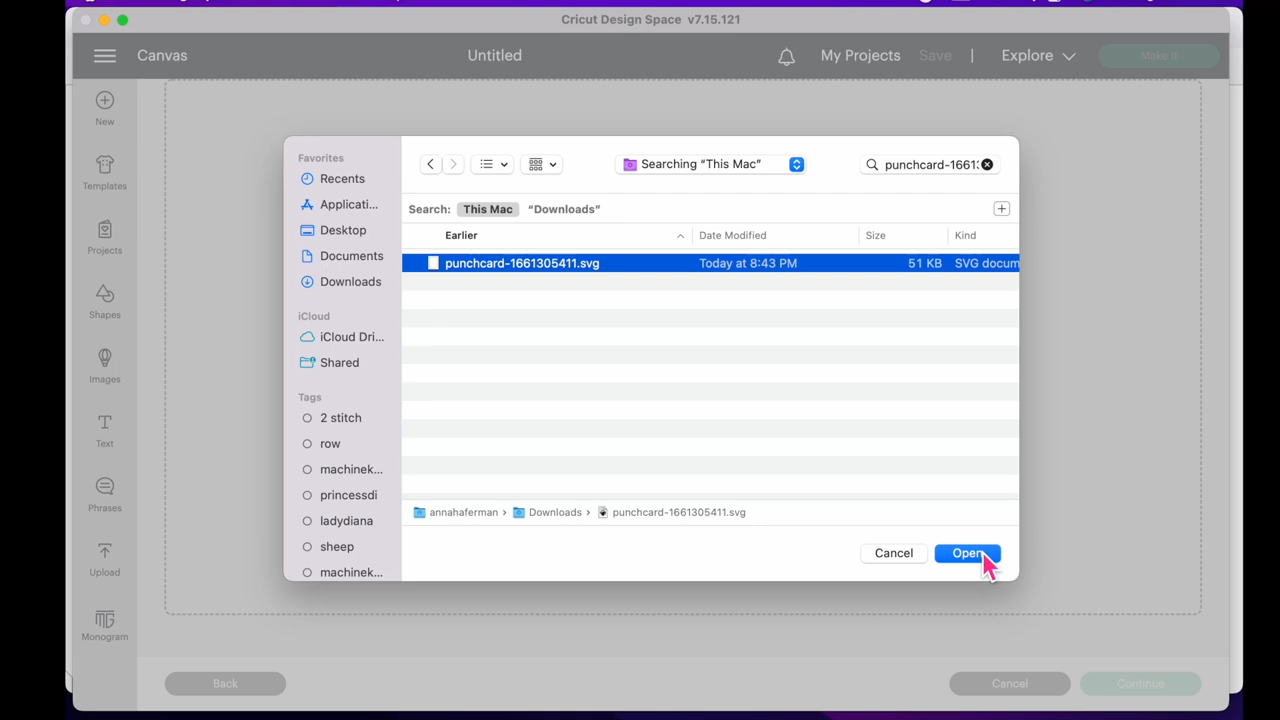 Cricut Design Space v7.15.121
Canvas
Untitled
My Projects Save | Explore
Make It
New
Templates
Projects
Shapes
Images
Text
Phrases
Upload
Monogram
Favorites
Recents
Applicati...
Desktop
Documents
Downloads
iCloud
iCloud Dri...
Shared
Tags
2 stitch
row
machinek...
princessdi
ladydiana
sheep
machinek...
Searching "This Mac"
punchcard-1661
Search: This Mac "Downloads"
Earlier Date Modified Size Kind
punchcard-1661305411.svg Today at 8:43 PM 51 KB SVG docum
annahaferman › Downloads › punchcard-1661305411.svg
Cancel Open
Back Cancel Continue